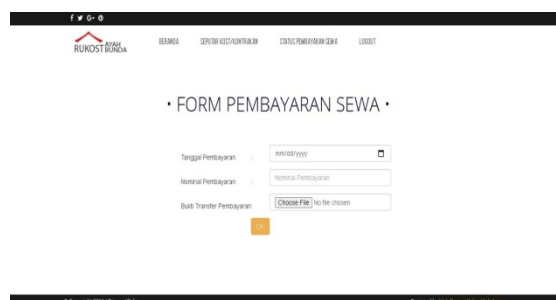 f G+
RUKOST AYAH BUNDA
BERANDA SEPUTAR KOST/KONTRAKAN STATUS PEMBAYARAN SEWA LOGOUT
• FORM PEMBAYARAN SEWA •
Tanggal Pembayaran : mm/dd/yyyy
Nominal Pembayaran : Nominal Pembayaran
Bukti Transfer Pembayaran: Choose File No file chosen
OK